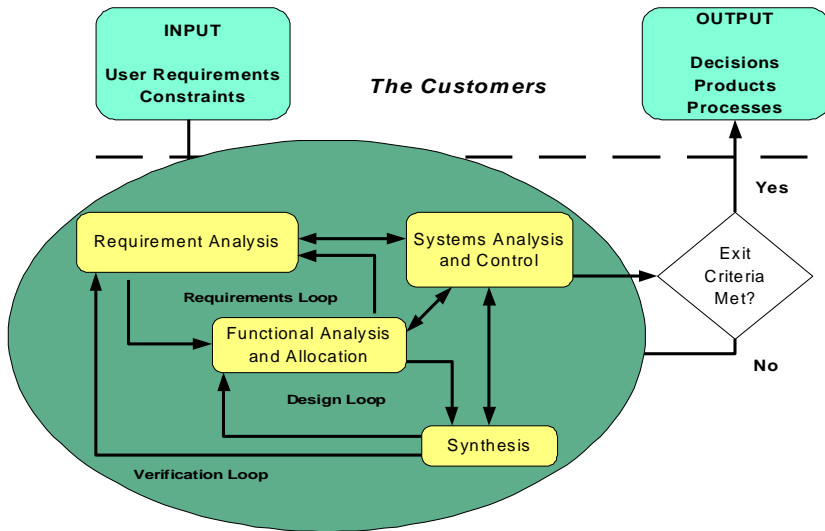 INPUT
User Requirements
Constraints
The Customers
OUTPUT
Decisions
Products
Processes
Yes
Requirement Analysis
Systems Analysis
and Control
Exit
Criteria
Met?
Requirements Loop
Functional Analysis
and Allocation
No
Design Loop
Synthesis
Verification Loop